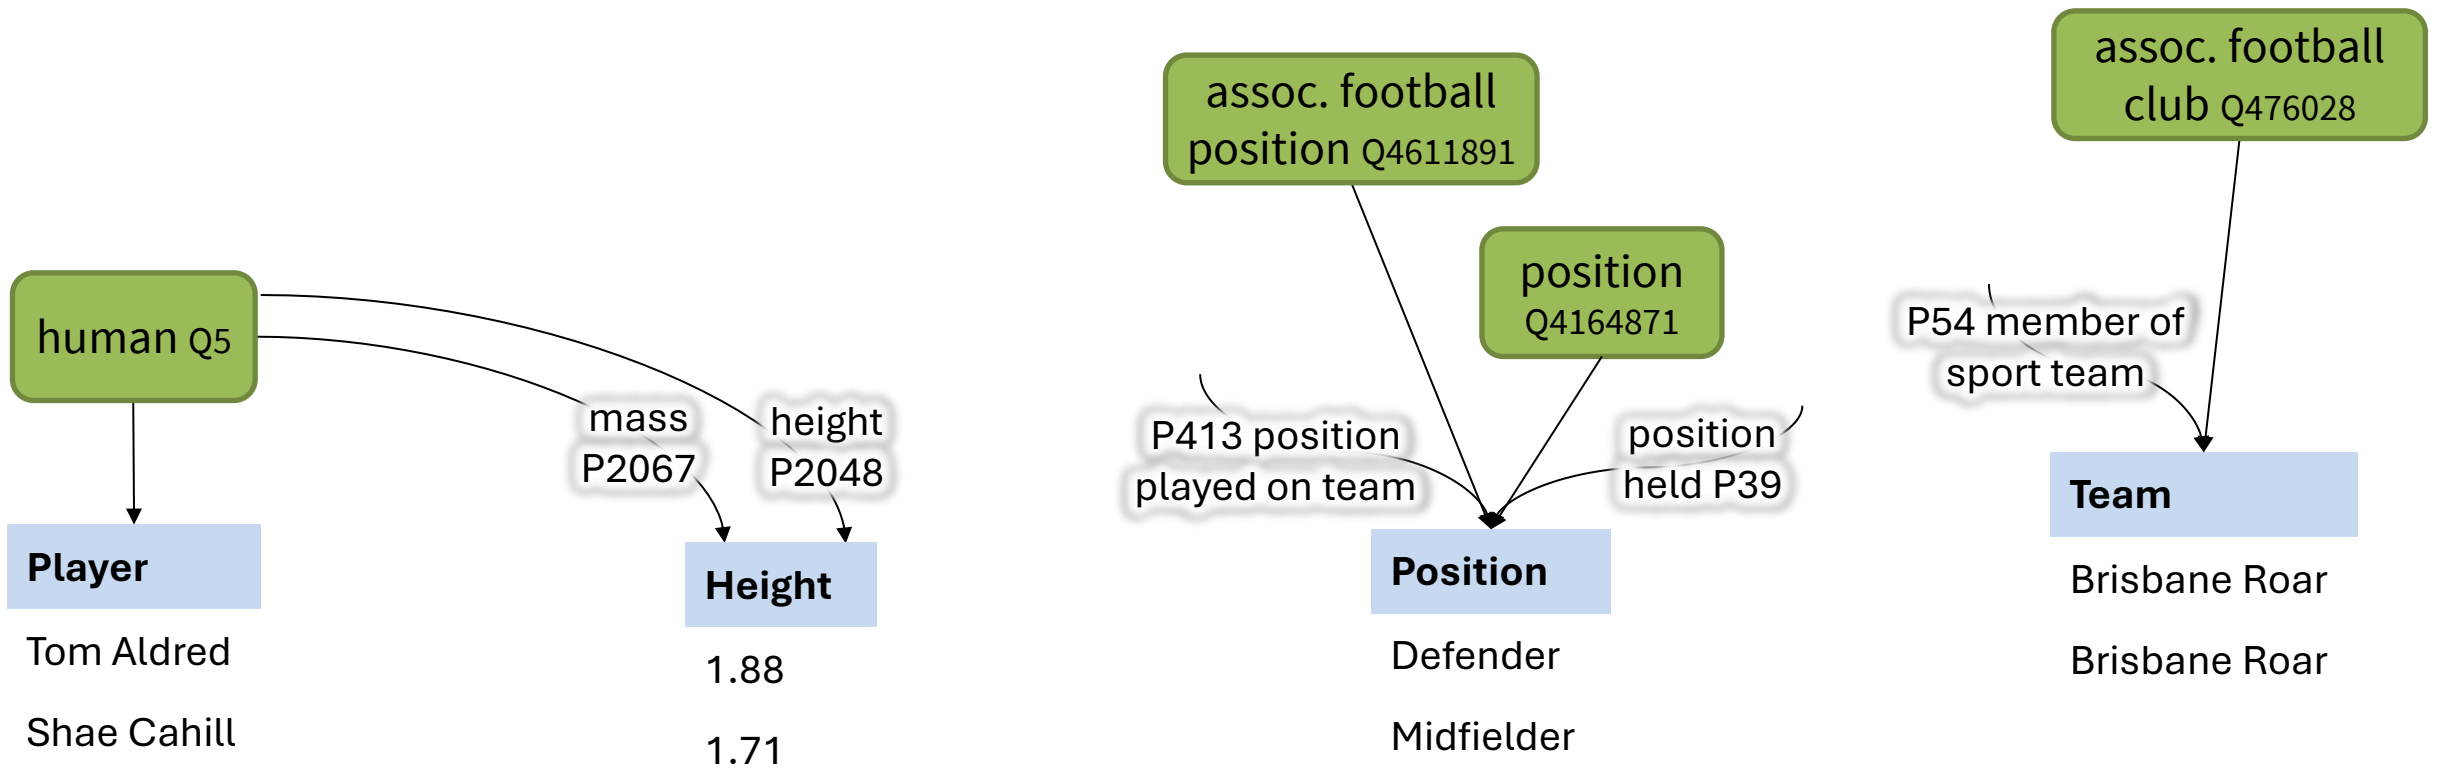 assoc. football
club Q476028
assoc. football
position Q4611891
position
Q4164871
human Q5
P54 member of
sport team
mass
P2067
height
P2048
P413 position
played on team
position
held P39
Player
Tom Aldred
Shae Cahill
Height
1.88
1.71
Position
Defender
Midfielder
Team
Brisbane Roar
Brisbane Roar